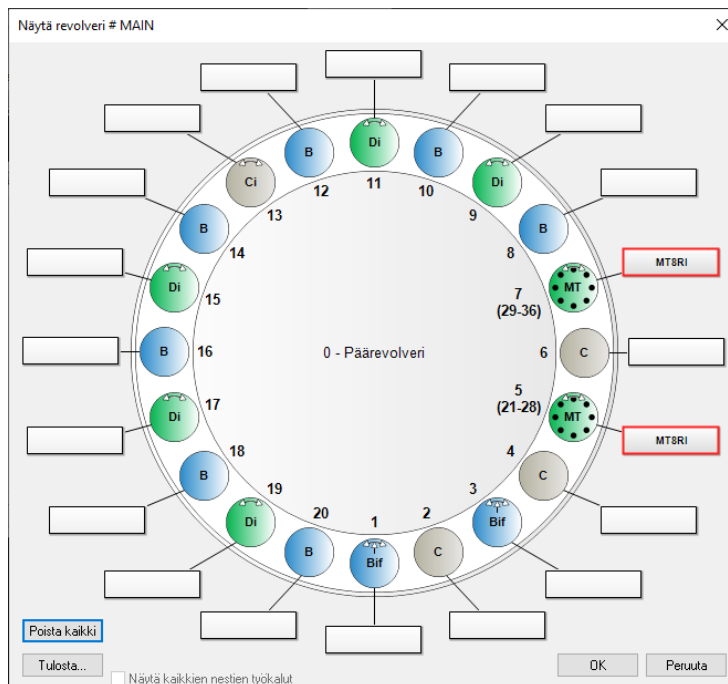 Näytä revolveri # MAIN
Di
11
B
12
B
10
Ci
13
Di
9
B
14
B
8
Di
15
MT
7
(29-36)
MT8RI
B
16
0 - Päärevolveri
6
C
Di
17
5
(21-28)
MT
MT8RI
B
18
4
C
Di
19
3
Bif
B
20
1
Bif
2
C
Poista kaikki
Tulosta...
Näytä kaikkien nestien työkalut
OK
Peruuta